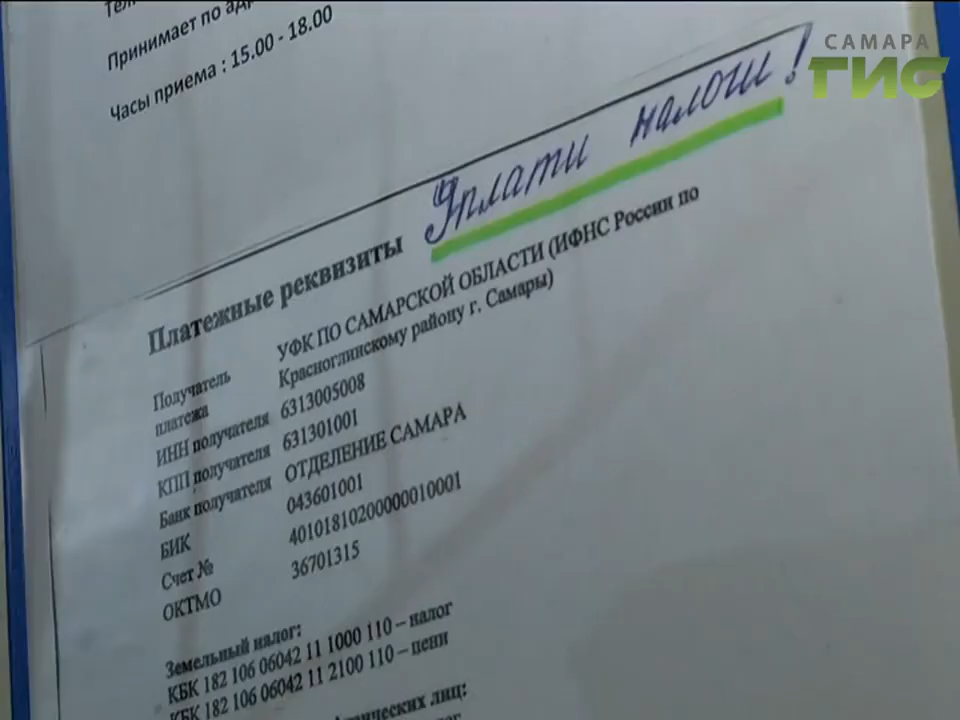 Принимает по
Часы приема : 15.00 - 18.00
САМАРА
ГИС
Уплати налоги!
Платежные реквизиты
Получатель платежа УФК ПО САМАРСКОЙ ОБЛАСТИ (ИФНС России по
Красноглинскому району г. Самары)
ИНН получателя 6313005008
КПП получателя 631301001
Банк получателя ОТДЕЛЕНИЕ САМАРА
БИК 043601001
Счет № 40101810200000010001
ОКТМО 36701315
Земельный налог:
КБК 182 106 06042 11 1000 110 – налог
КБК 182 106 06042 11 2100 110 – пени
лиц: